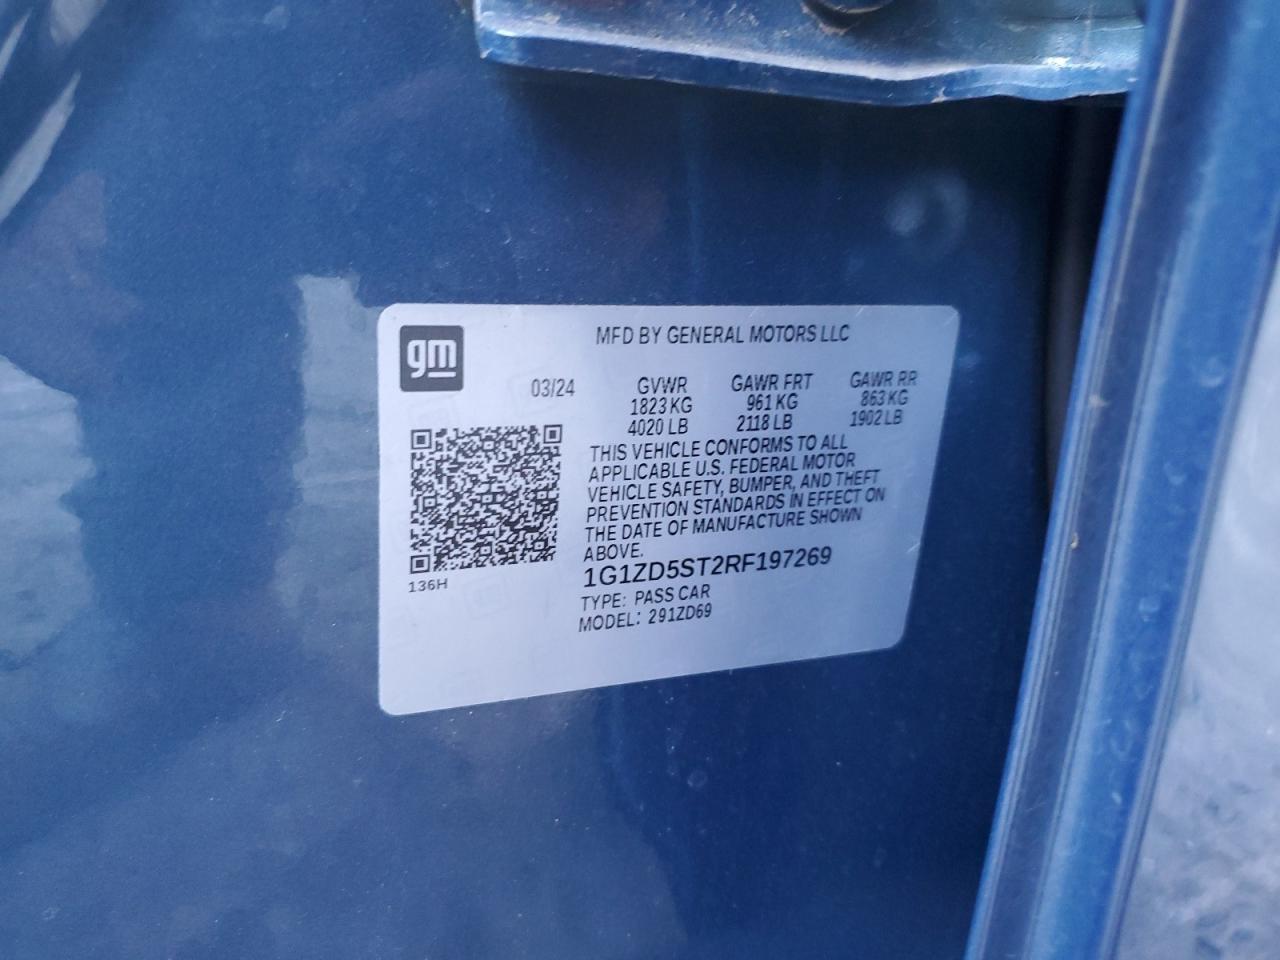 MFD BY GENERAL MOTORS LLC
gm
03/24 GVWR GAWR FRT GAWR RR
1823 KG 961 KG 863 KG
4020 LB 2118 LB 1902 LB
THIS VEHICLE CONFORMS TO ALL
APPLICABLE U.S. FEDERAL MOTOR
VEHICLE SAFETY, BUMPER, AND THEFT
PREVENTION STANDARDS IN EFFECT ON
THE DATE OF MANUFACTURE SHOWN
ABOVE.
136H
1G1ZD5ST2RF197269
TYPE: PASS CAR
MODEL: 291ZD69